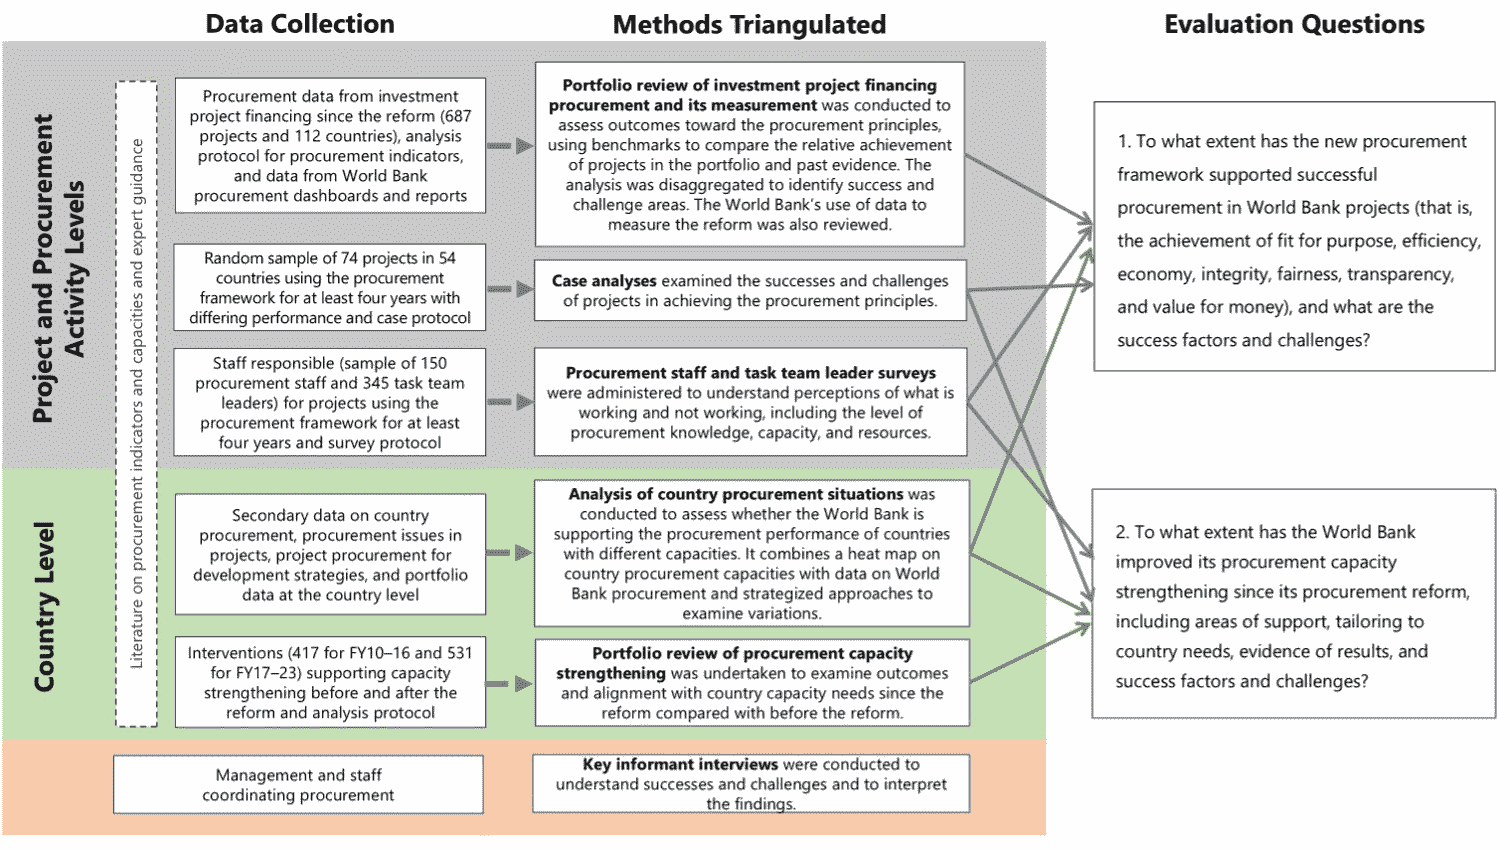 Data Collection
Methods Triangulated
Evaluation Questions
Project and Procurement
Activity Levels
Literature on procurement indicators and capacities and expert guidance
Procurement data from investment
project financing since the reform (687
projects and 112 countries), analysis
protocol for procurement indicators,
and data from World Bank
procurement dashboards and reports
Portfolio review of investment project financing
procurement and its measurement was conducted to
assess outcomes toward the procurement principles,
using benchmarks to compare the relative achievement
of projects in the portfolio and past evidence. The
analysis was disaggregated to identify success and
challenge areas. The World Bank's use of data to
measure the reform was also reviewed.
Random sample of 74 projects in 54
countries using the procurement
framework for at least four years with
differing performance and case protocol
Case analyses examined the successes and challenges
of projects in achieving the procurement principles.
Staff responsible (sample of 150
procurement staff and 345 task team
leaders) for projects using the
procurement framework for at least
four years and survey protocol
Procurement staff and task team leader surveys
were administered to understand perceptions of what is
working and not working, including the level of
procurement knowledge, capacity, and resources.
Country Level
Secondary data on country
procurement, procurement issues in
projects, project procurement for
development strategies, and portfolio
data at the country level
Analysis of country procurement situations was
conducted to assess whether the World Bank is
supporting the procurement performance of countries
with different capacities. It combines a heat map on
country procurement capacities with data on World
Bank procurement and strategized approaches to
examine variations.
Interventions (417 for FY10–16 and 531
for FY17–23) supporting capacity
strengthening before and after the
reform and analysis protocol
Portfolio review of procurement capacity
strengthening was undertaken to examine outcomes
and alignment with country capacity needs since the
reform compared with before the reform.
Management and staff
coordinating procurement
Key informant interviews were conducted to
understand successes and challenges and to interpret
the findings.
1. To what extent has the new procurement
framework supported successful
procurement in World Bank projects (that is,
the achievement of fit for purpose, efficiency,
economy, integrity, fairness, transparency,
and value for money), and what are the
success factors and challenges?
2. To what extent has the World Bank
improved its procurement capacity
strengthening since its procurement reform,
including areas of support, tailoring to
country needs, evidence of results, and
success factors and challenges?